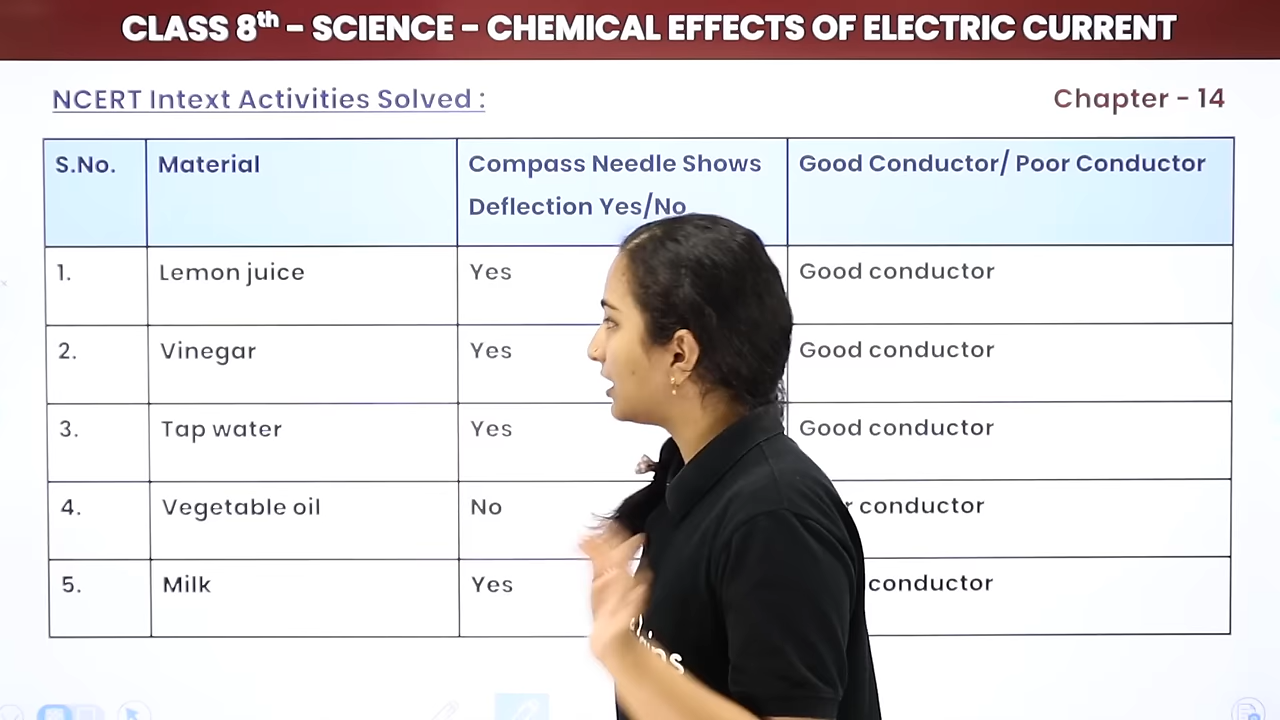 CLASS 8th - SCIENCE - CHEMICAL EFFECTS OF ELECTRIC CURRENT
NCERT Intext Activities Solved :
Chapter - 14
S.No. Material Compass Needle Shows Deflection Yes/No Good Conductor/ Poor Conductor
1. Lemon juice Yes Good conductor
2. Vinegar Yes Good conductor
3. Tap water Yes Good conductor
4. Vegetable oil No conductor
5. Milk Yes conductor